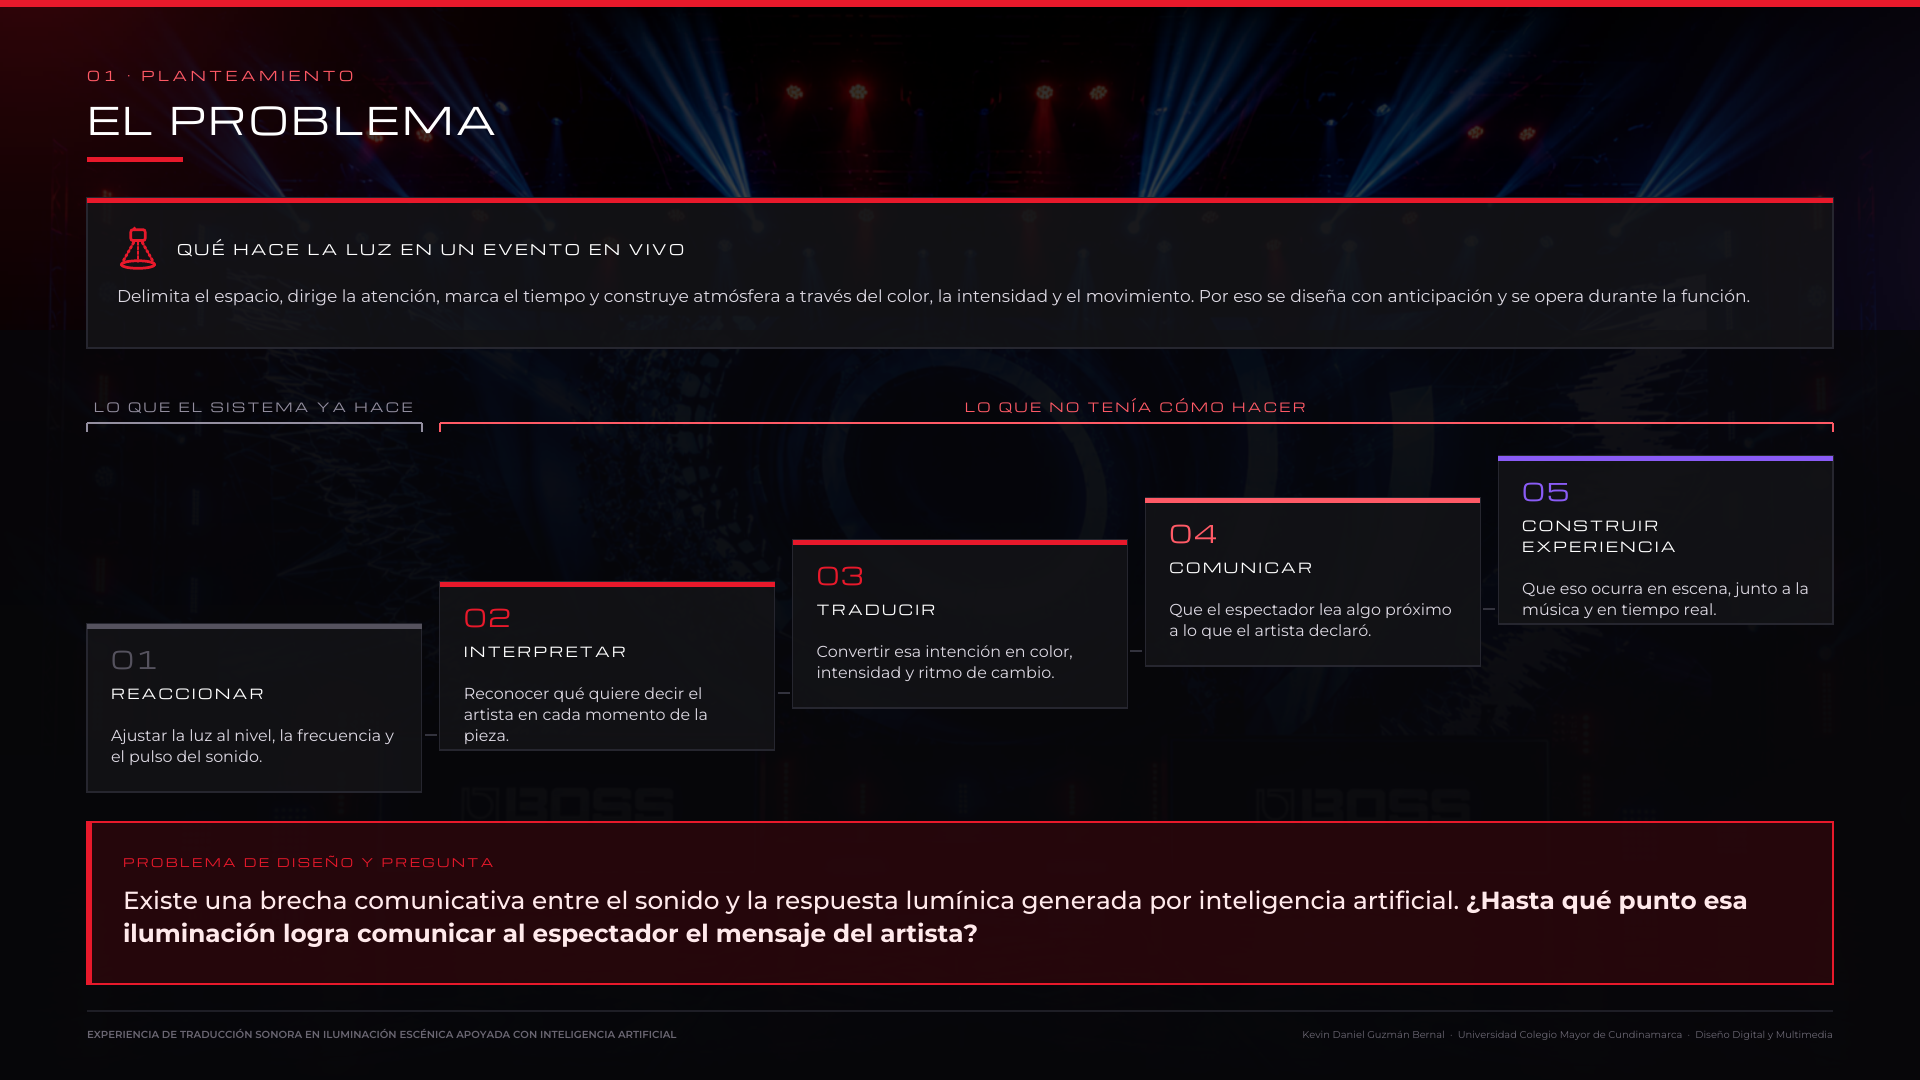 01 · PLANTEAMIENTO
EL PROBLEMA
QUÉ HACE LA LUZ EN UN EVENTO EN VIVO
Delimita el espacio, dirige la atención, marca el tiempo y construye atmósfera a través del color, la intensidad y el movimiento. Por eso se diseña con anticipación y se opera durante la función.
LO QUE EL SISTEMA YA HACE
LO QUE NO TENÍA CÓMO HACER
01
REACCIONAR
Ajustar la luz al nivel, la frecuencia y
el pulso del sonido.
02
INTERPRETAR
Reconocer qué quiere decir el
artista en cada momento de la
pieza.
03
TRADUCIR
Convertir esa intención en color,
intensidad y ritmo de cambio.
04
COMUNICAR
Que el espectador lea algo próximo
a lo que el artista declaró.
05
CONSTRUIR
EXPERIENCIA
Que eso ocurra en escena, junto a la
música y en tiempo real.
BOSS
BOSS
PROBLEMA DE DISEÑO Y PREGUNTA
Existe una brecha comunicativa entre el sonido y la respuesta lumínica generada por inteligencia artificial. ¿Hasta qué punto esa
iluminación logra comunicar al espectador el mensaje del artista?
EXPERIENCIA DE TRADUCCIÓN SONORA EN ILUMINACIÓN ESCÉNICA APOYADA CON INTELIGENCIA ARTIFICIAL
Kevin Daniel Guzmán Bernal · Universidad Colegio Mayor de Cundinamarca · Diseño Digital y Multimedia